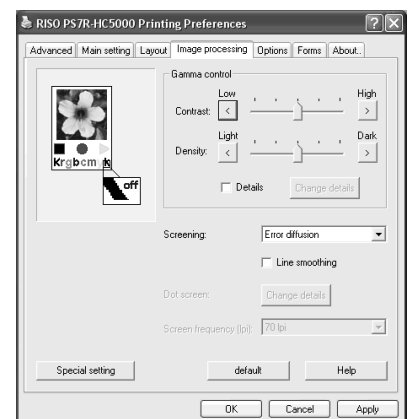 RISO PS7R-HC5000 Printing Preferences
Advanced Main setting Layout Image processing Options Forms About..
Gamma control
Low High
Contrast: < >
Light Dark
Density: < >
Krgbcm k
off
Details Change details
Screening: Error diffusion
Line smoothing
Dot screen: Change details
Screen frequency (lpi): 70 lpi
Special setting default Help
OK Cancel Apply